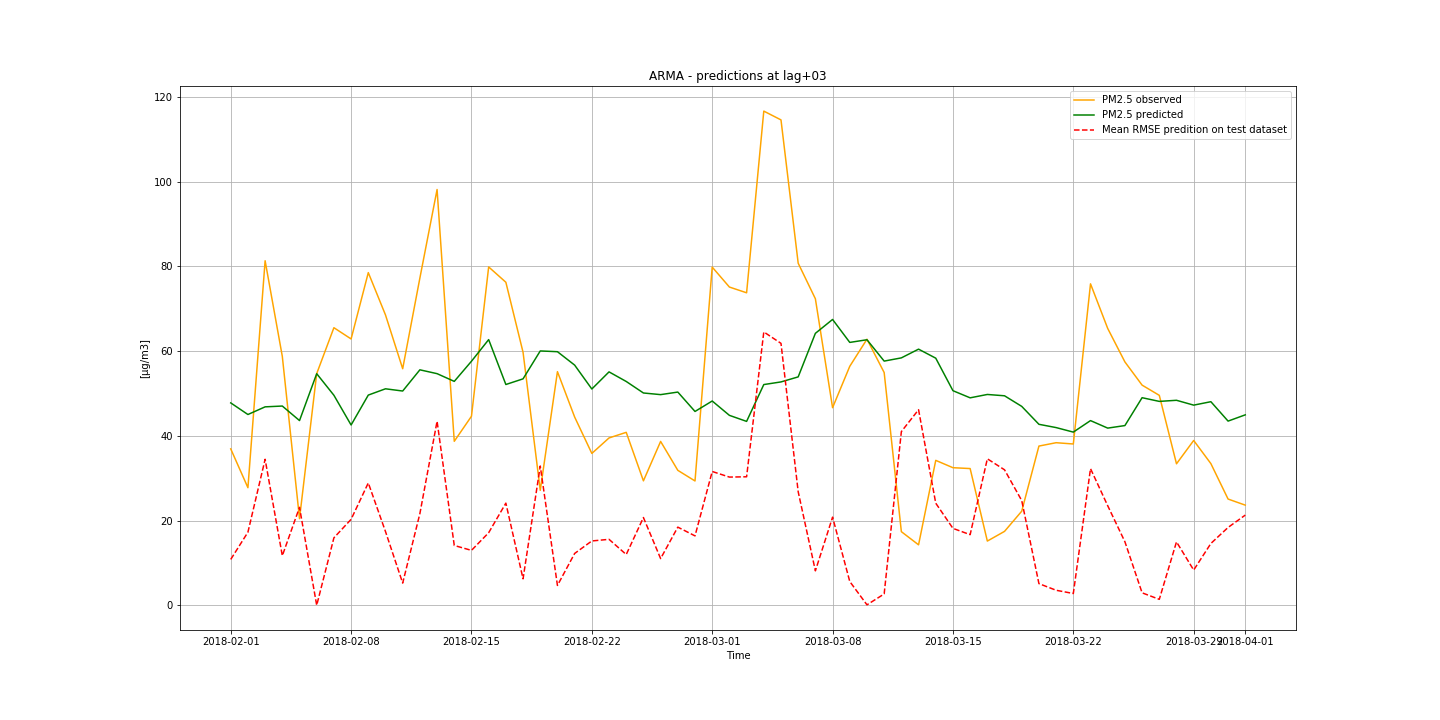 ARMA - predictions at lag+03
PM2.5 observed
PM2.5 predicted
Mean RMSE predition on test dataset
120
100
80
60
40
20
0
[µg/m3]
2018-02-01
2018-02-08
2018-02-15
2018-02-22
2018-03-01
2018-03-08
2018-03-15
2018-03-22
2018-03-29
2018-04-01
Time